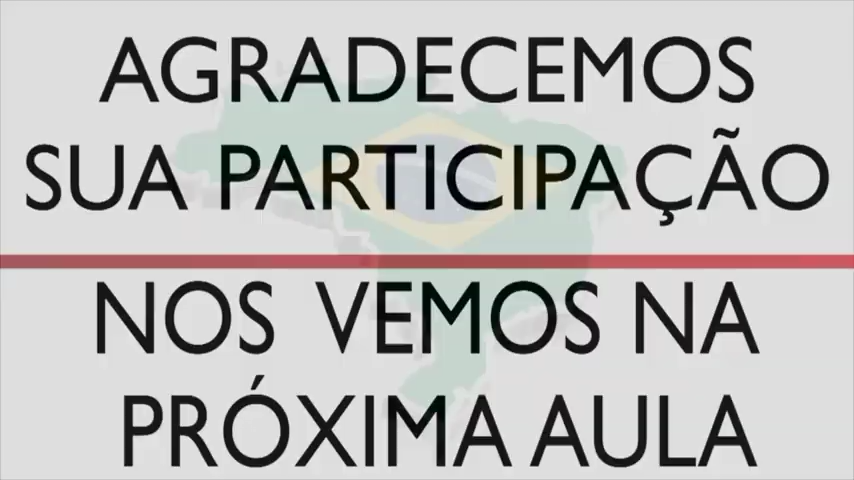 AGRADECEMOS
SUA PARTICIPAÇÃO
NOS VEMOS NA
PRÓXIMA AULA